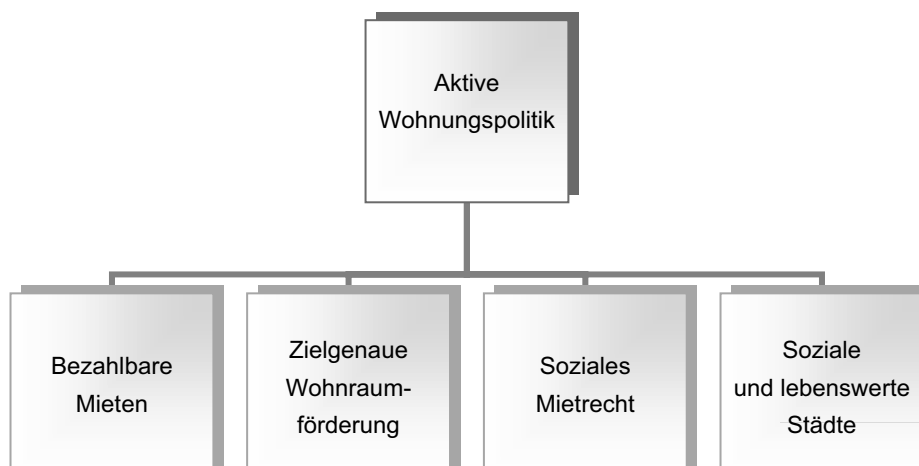 Aktive
Wohnungspolitik
Bezahlbare
Mieten
Zielgenaue
Wohnraum-
förderung
Soziales
Mietrecht
Soziale
und lebenswerte
Städte